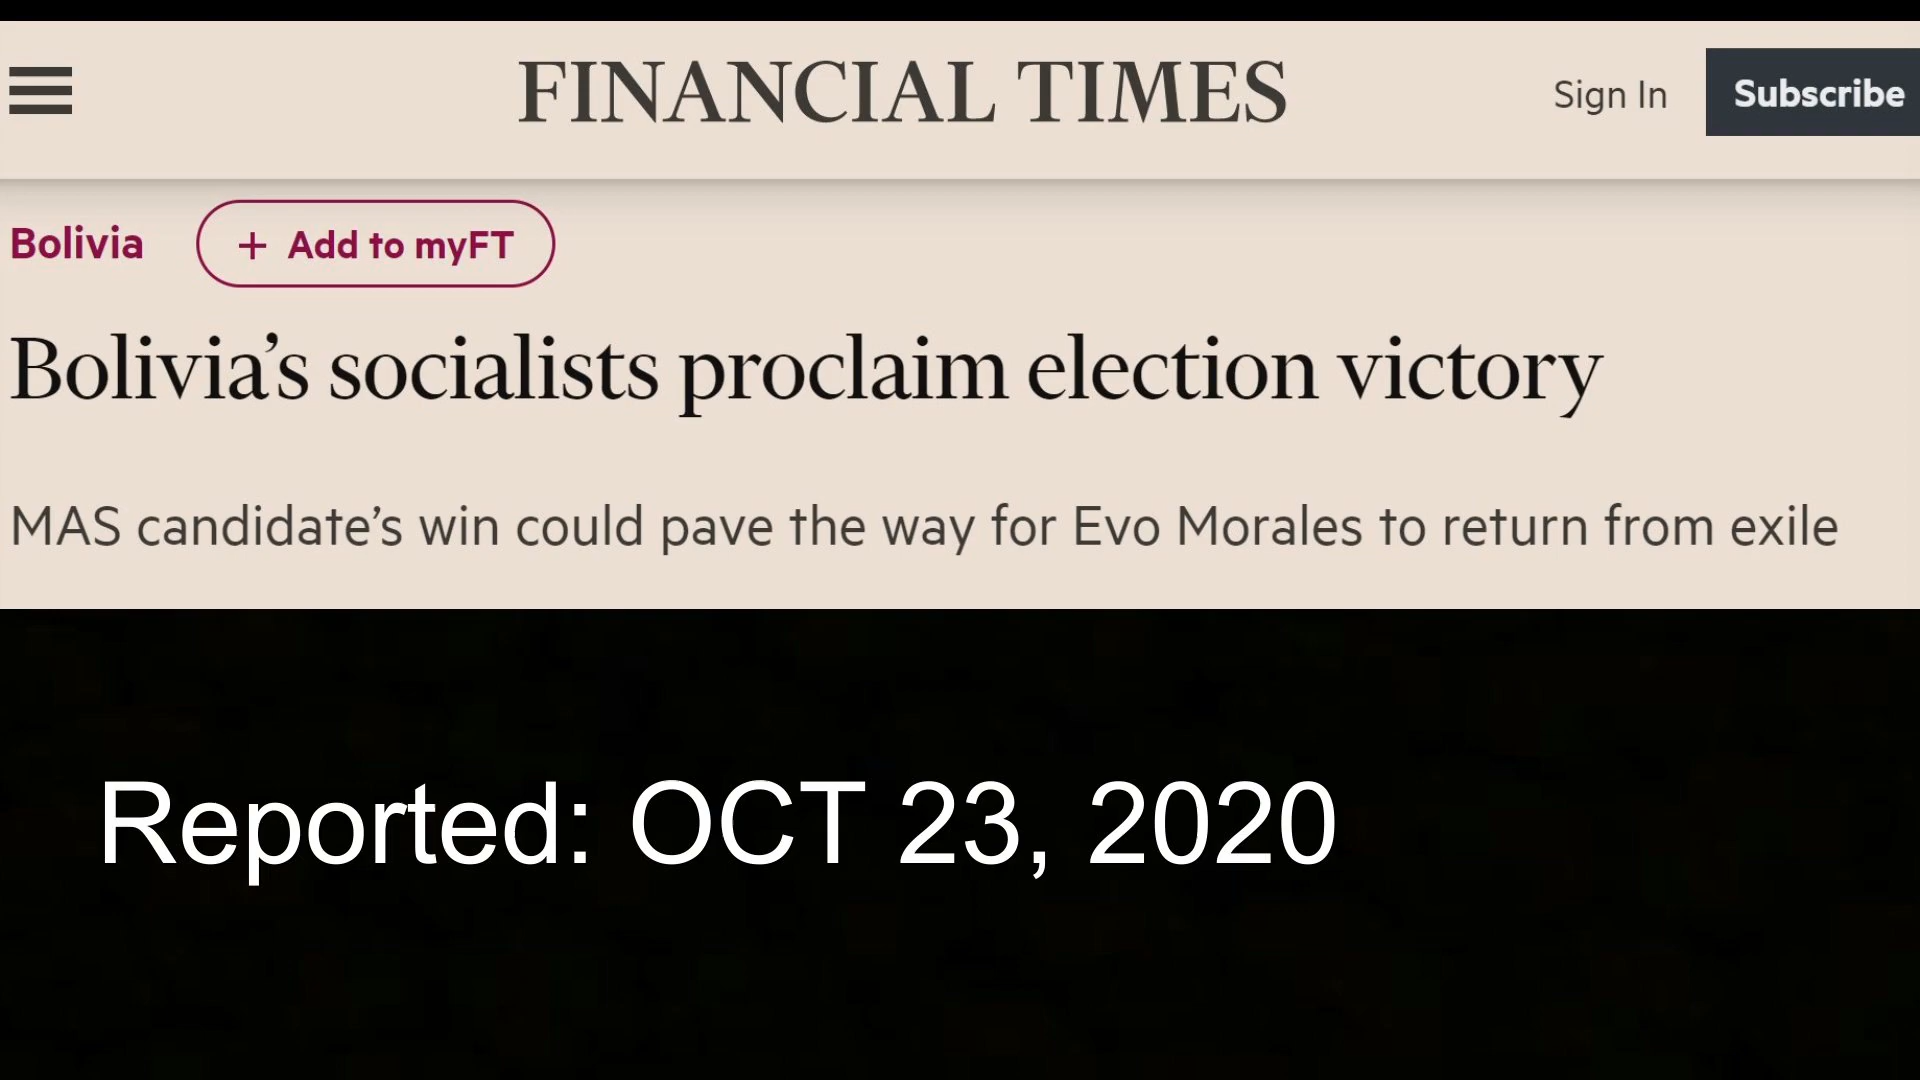 FINANCIAL TIMES
Sign In
Subscribe
Bolivia
+ Add to myFT
Bolivia’s socialists proclaim election victory
MAS candidate’s win could pave the way for Evo Morales to return from exile
Reported: OCT 23, 2020